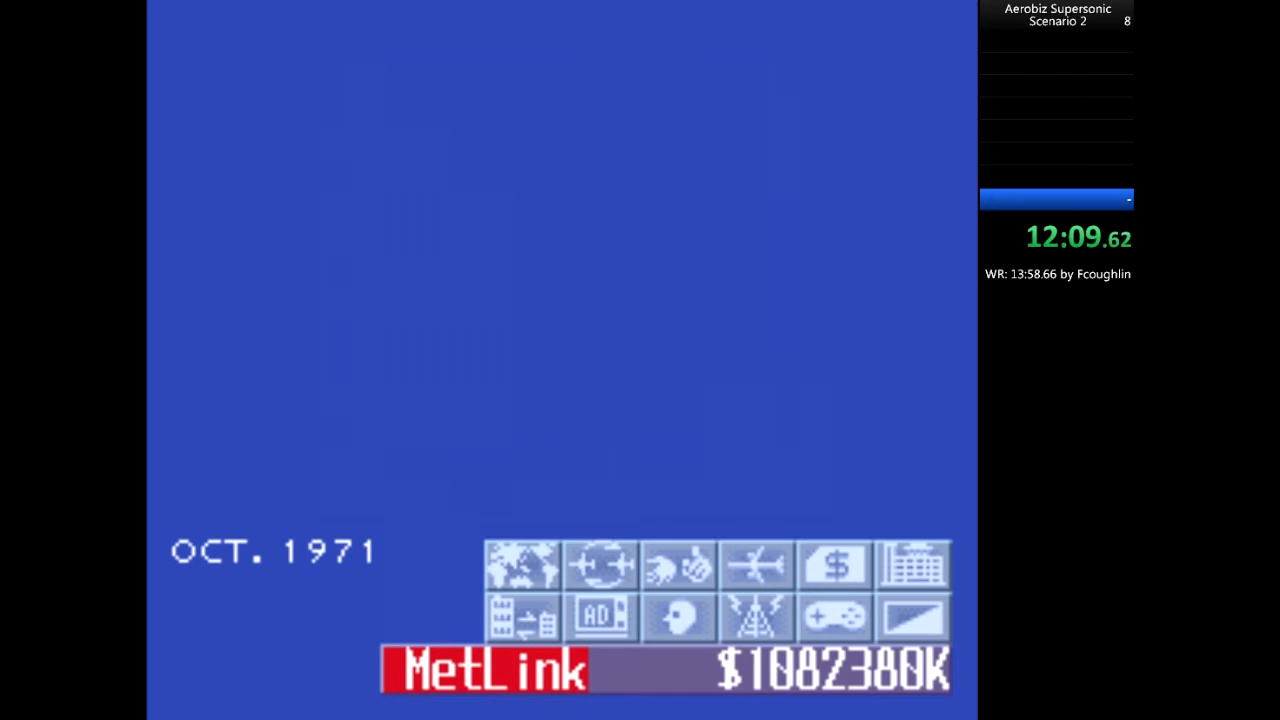 Aerobiz Supersonic
Scenario 2 8
-
12:09.62
WR: 13:58.66 by Fcoughlin
OCT. 1971
$
AD
MetLink $1082380K